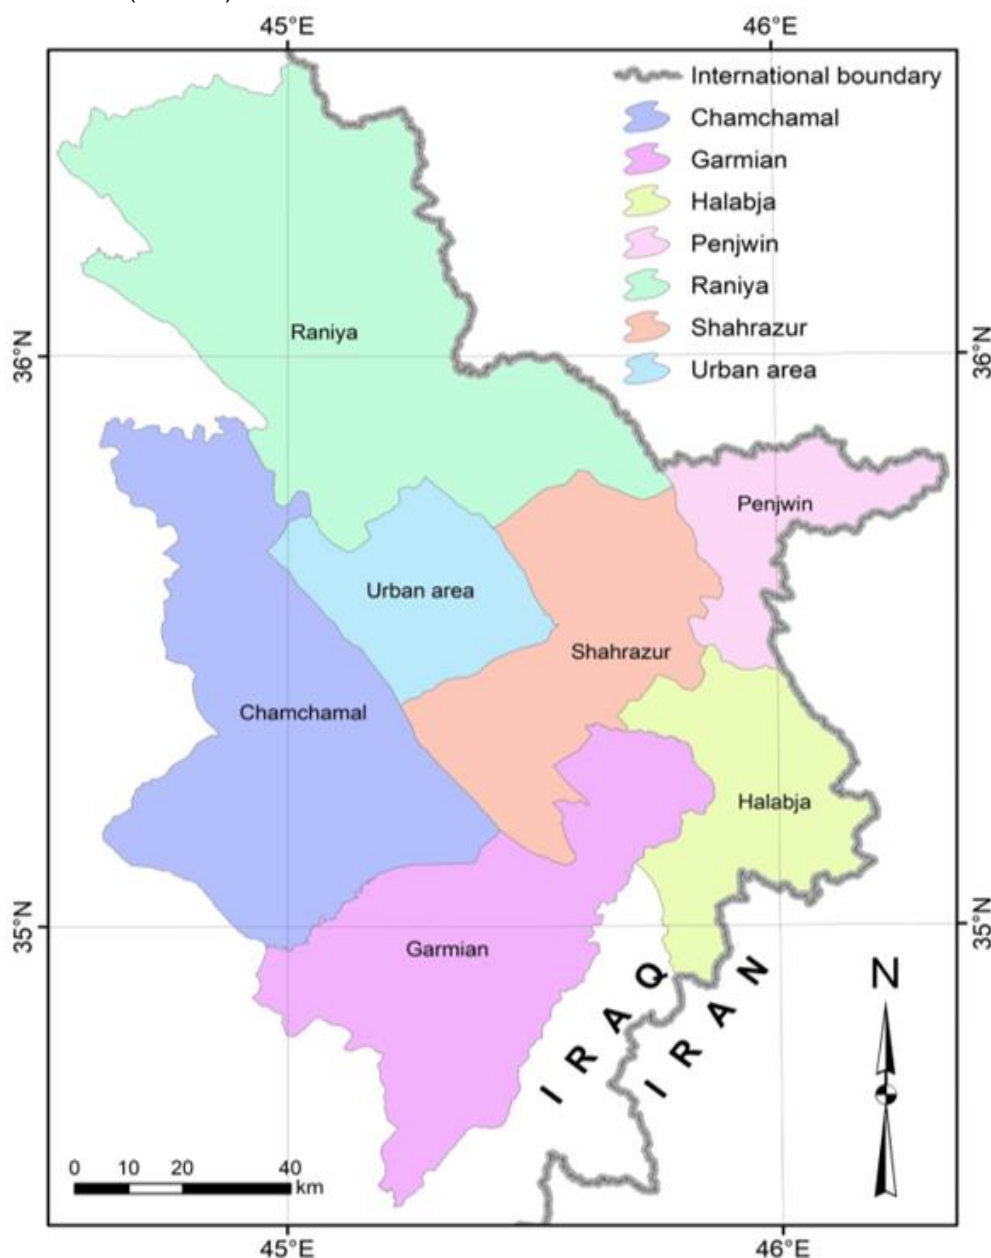 45°E 46°E
International boundary
Chamchamal
Garmian
Halabja
Penjwin
Raniya
Shahrazur
Urban area
Raniya
36°N 36°N
Penjwin
Urban area
Shahrazur
Chamchamal
Halabja
35°N 35°N
Garmian
IRAQ
IRAN
N
0 10 20 40
km
45°E 46°E